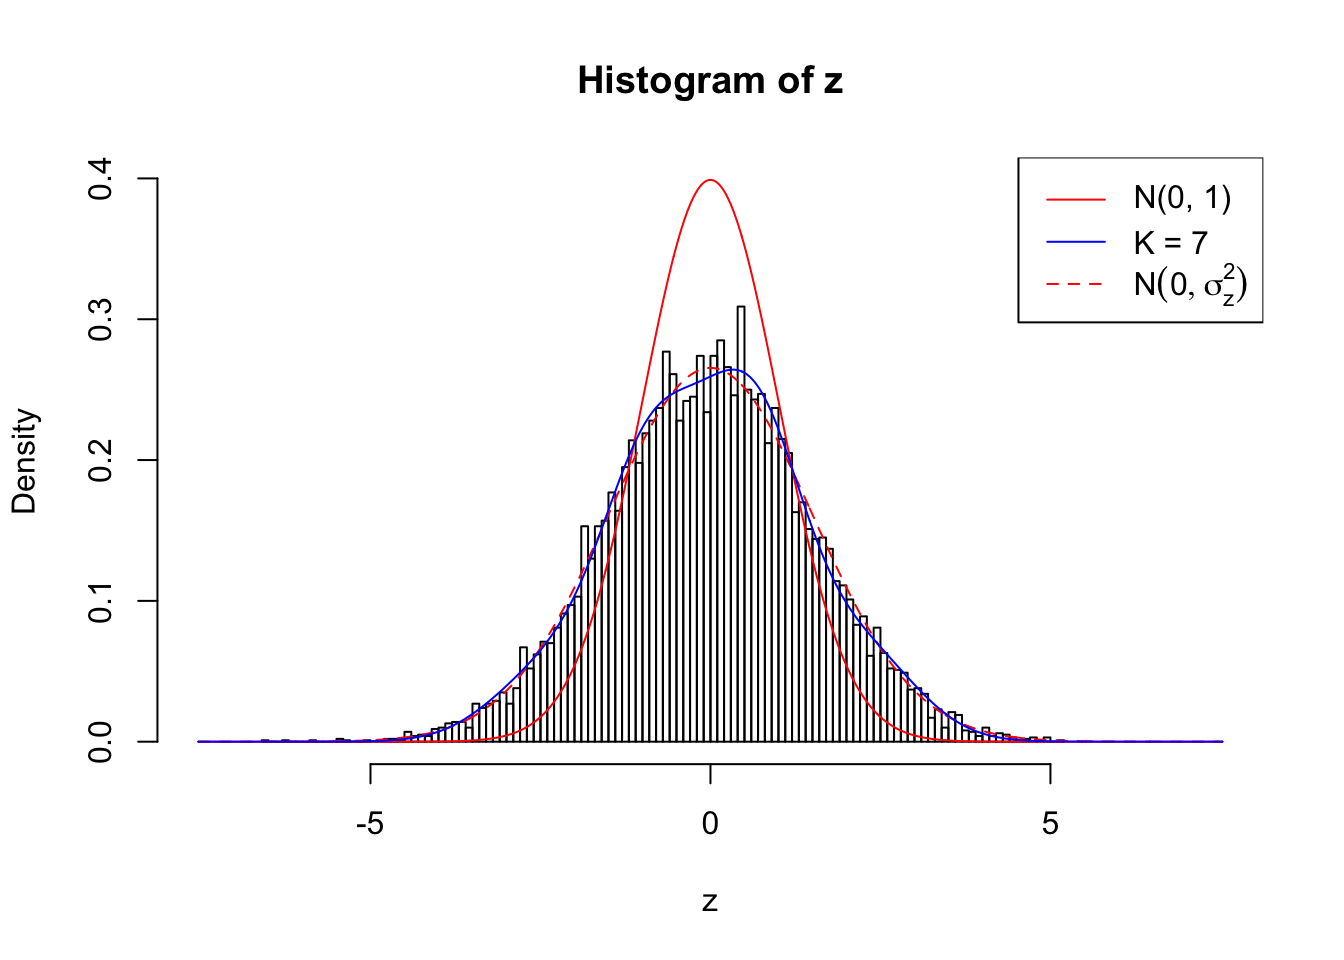 Histogram of z
N(0, 1)
K = 7
N(0, σ_z^2)
Density
0.4
0.3
0.2
0.1
0.0
-5
0
5
z